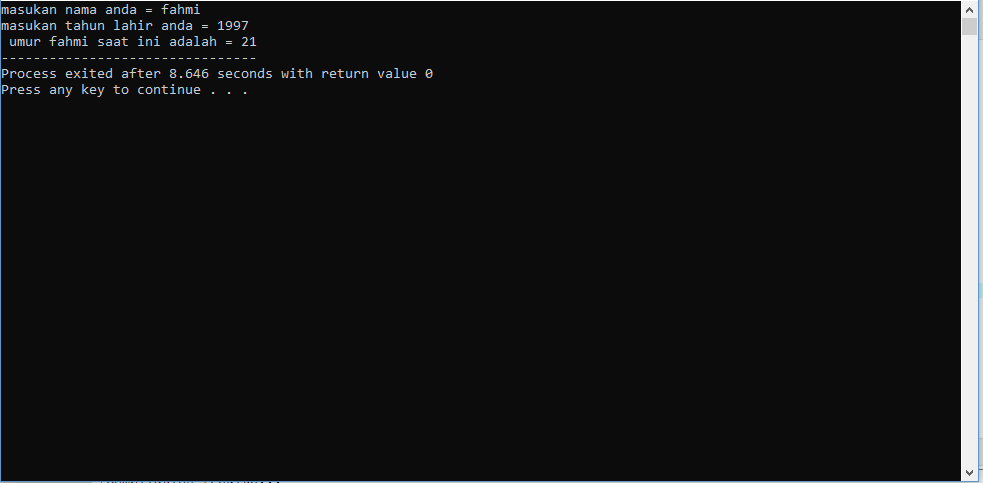 masukan nama anda = fahmi
masukan tahun lahir anda = 1997
 umur fahmi saat ini adalah = 21
--------------------------------
Process exited after 8.646 seconds with return value 0
Press any key to continue . . .